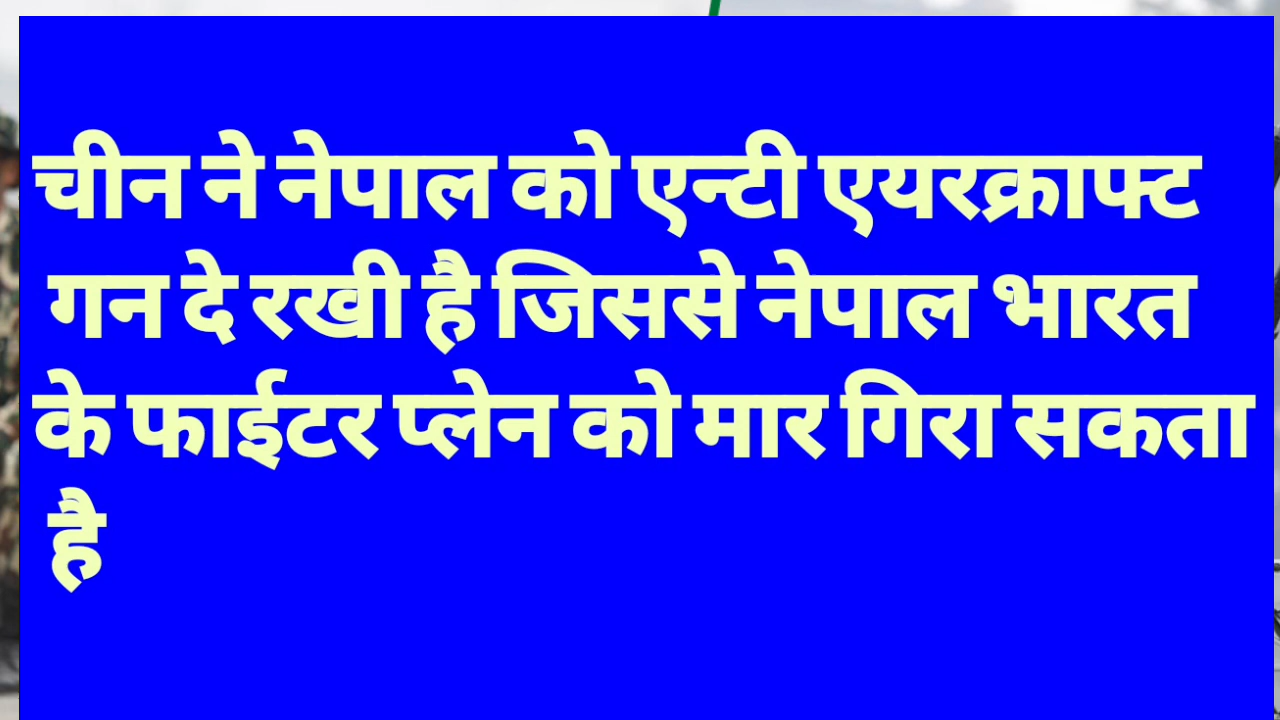 चीन ने नेपाल को एन्टी एयरक्राफ्ट
गन दे रखी है जिससे नेपाल भारत
के फाईटर प्लेन को मार गिरा सकता
है